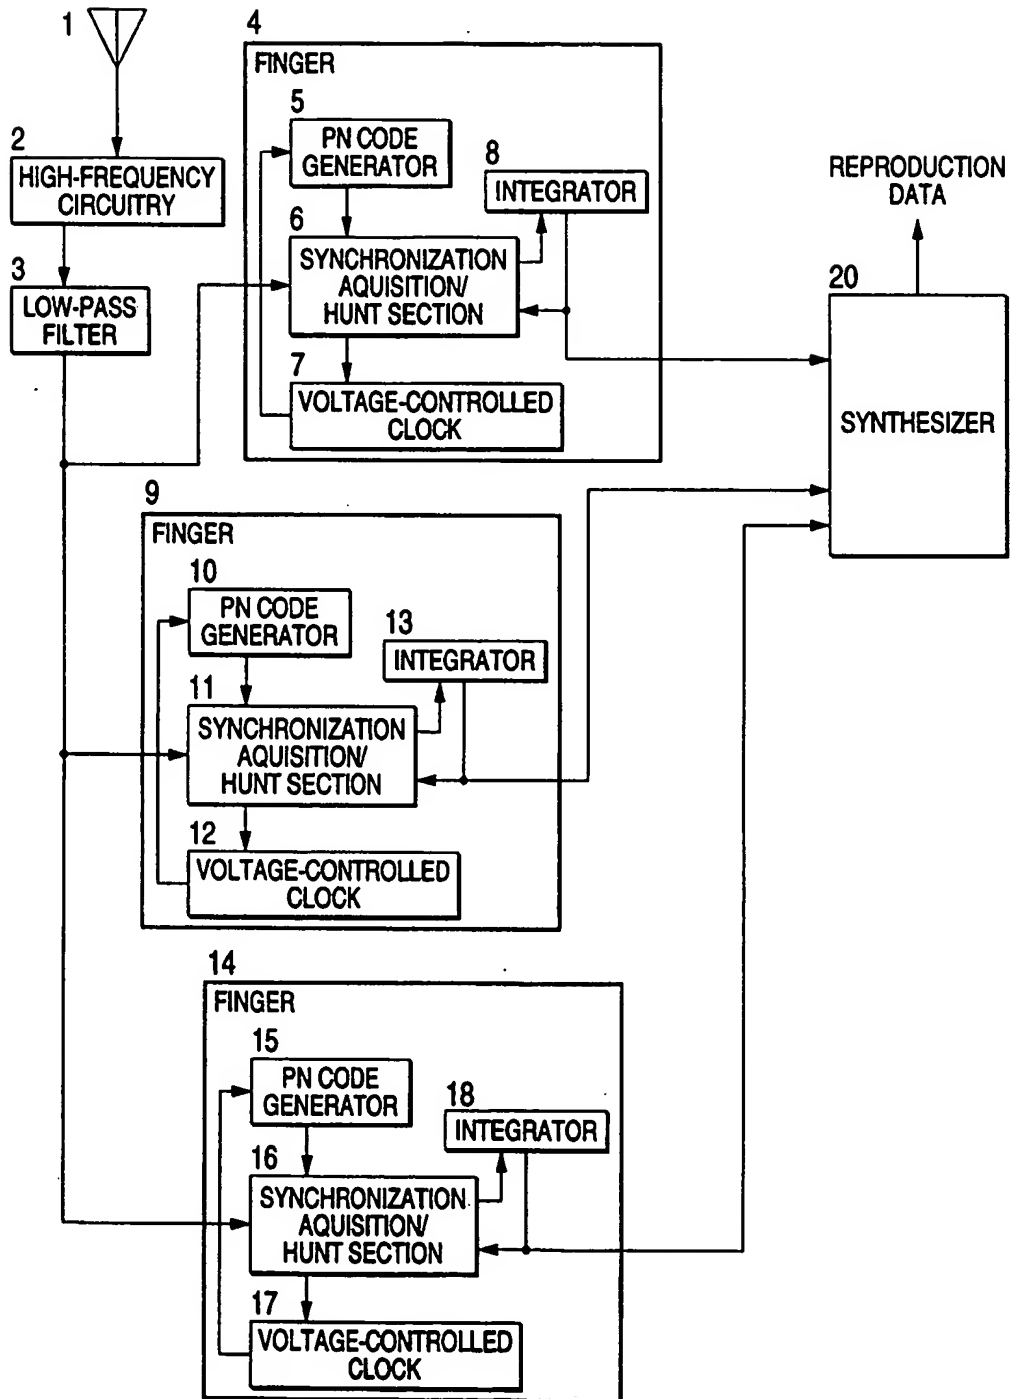 1
2
HIGH-FREQUENCY
CIRCUITRY
3
LOW-PASS
FILTER
4
FINGER
5
PN CODE
GENERATOR
8
INTEGRATOR
6
SYNCHRONIZATION
AQUISITION/
HUNT SECTION
7
VOLTAGE-CONTROLLED
CLOCK
REPRODUCTION
DATA
20
SYNTHESIZER
9
FINGER
10
PN CODE
GENERATOR
13
INTEGRATOR
11
SYNCHRONIZATION
AQUISITION/
HUNT SECTION
12
VOLTAGE-CONTROLLED
CLOCK
14
FINGER
15
PN CODE
GENERATOR
18
INTEGRATOR
16
SYNCHRONIZATION
AQUISITION/
HUNT SECTION
17
VOLTAGE-CONTROLLED
CLOCK